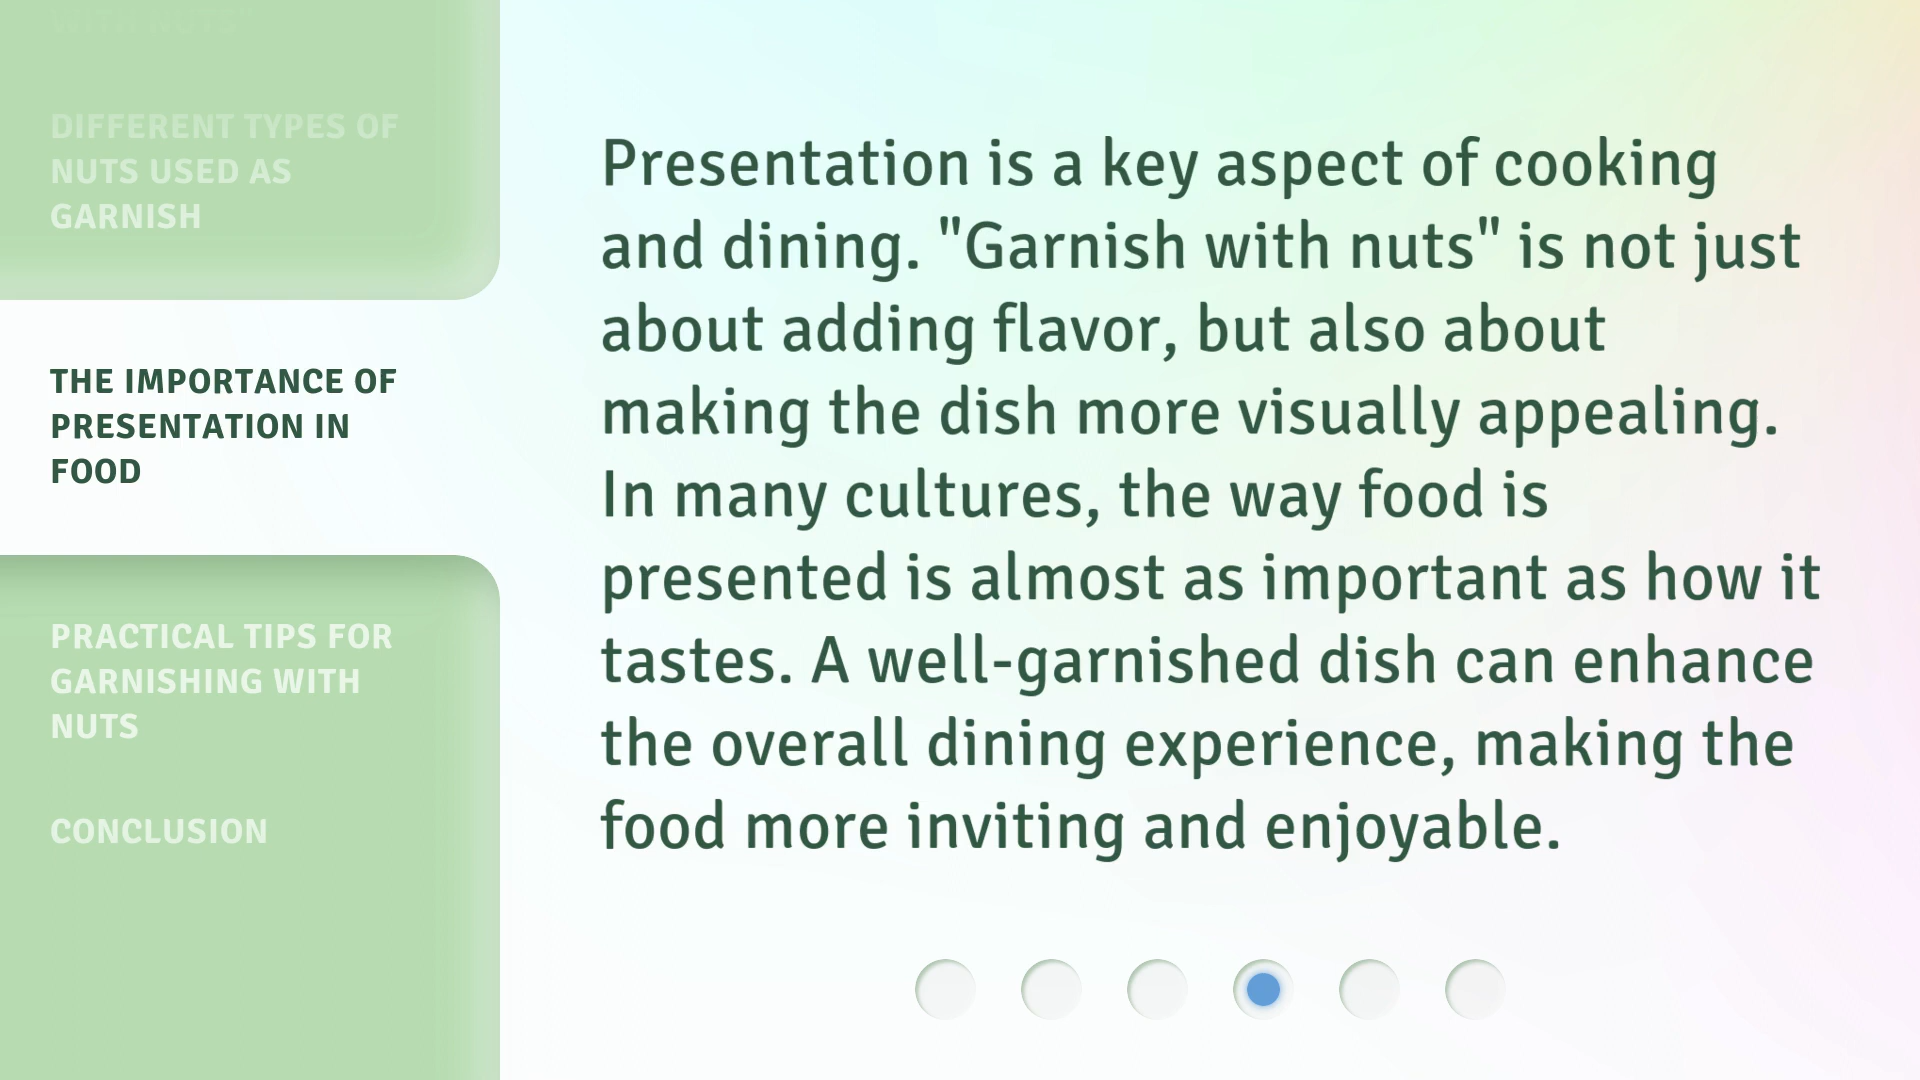 WITH NUTS"
DIFFERENT TYPES OF
NUTS USED AS
GARNISH
THE IMPORTANCE OF
PRESENTATION IN
FOOD
PRACTICAL TIPS FOR
GARNISHING WITH
NUTS
CONCLUSION
Presentation is a key aspect of cooking
and dining. "Garnish with nuts" is not just
about adding flavor, but also about
making the dish more visually appealing.
In many cultures, the way food is
presented is almost as important as how it
tastes. A well-garnished dish can enhance
the overall dining experience, making the
food more inviting and enjoyable.